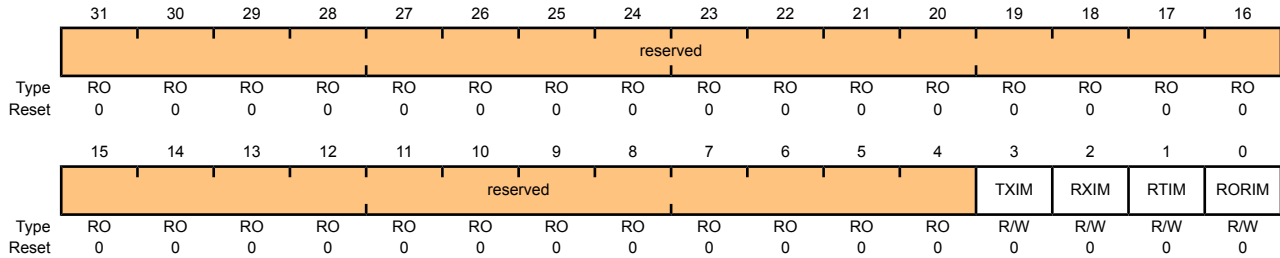 31 30 29 28 27 26 25 24 23 22 21 20 19 18 17 16
reserved
Type RO RO RO RO RO RO RO RO RO RO RO RO RO RO RO RO
Reset 0 0 0 0 0 0 0 0 0 0 0 0 0 0 0 0
15 14 13 12 11 10 9 8 7 6 5 4 3 2 1 0
reserved TXIM RXIM RTIM RORIM
Type RO RO RO RO RO RO RO RO RO RO RO RO R/W R/W R/W R/W
Reset 0 0 0 0 0 0 0 0 0 0 0 0 0 0 0 0